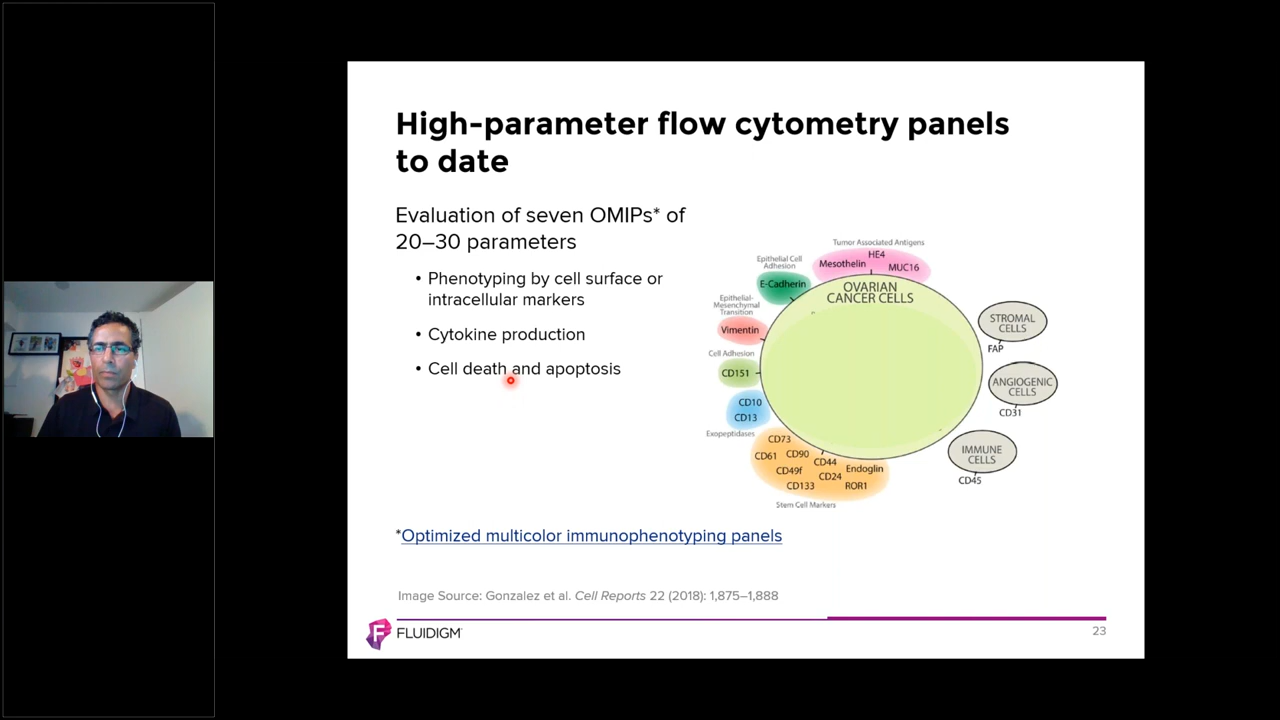 High-parameter flow cytometry panels
to date
Evaluation of seven OMIPs* of
20–30 parameters
• Phenotyping by cell surface or
intracellular markers
• Cytokine production
• Cell death and apoptosis
Tumor Associated Antigens
HE4
Mesothelin
MUC16
Epithelial Cell
Adhesion
E-Cadherin
OVARIAN
CANCER CELLS
Epithelial-
Mesenchymal
Transition
Vimentin
Cell Adhesion
CD151
CD10
CD13
Exopeptidases
CD73
CD61 CD90
CD44
CD49f
CD24
Endoglin
CD133
ROR1
Stem Cell Markers
STROMAL
CELLS
FAP
ANGIOGENIC
CELLS
CD31
IMMUNE
CELLS
CD45
*Optimized multicolor immunophenotyping panels
Image Source: Gonzalez et al. Cell Reports 22 (2018): 1,875–1,888
F FLUIDIGM
23